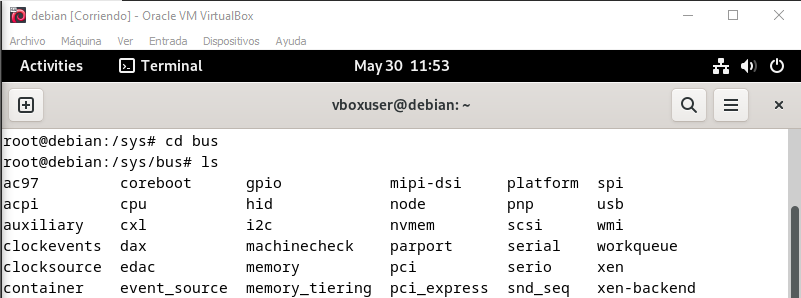 debian [Corriendo] - Oracle VM VirtualBox
Archivo Máquina Ver Entrada Dispositivos Ayuda
Activities Terminal May 30 11:53
vboxuser@debian: ~
root@debian:/sys# cd bus
root@debian:/sys/bus# ls
ac97 coreboot gpio mipi-dsi platform spi
acpi cpu hid node pnp usb
auxiliary cxl i2c nvmem scsi wmi
clockevents dax machinecheck parport serial workqueue
clocksource edac memory pci serio xen
container event_source memory_tiering pci_express snd_seq xen-backend